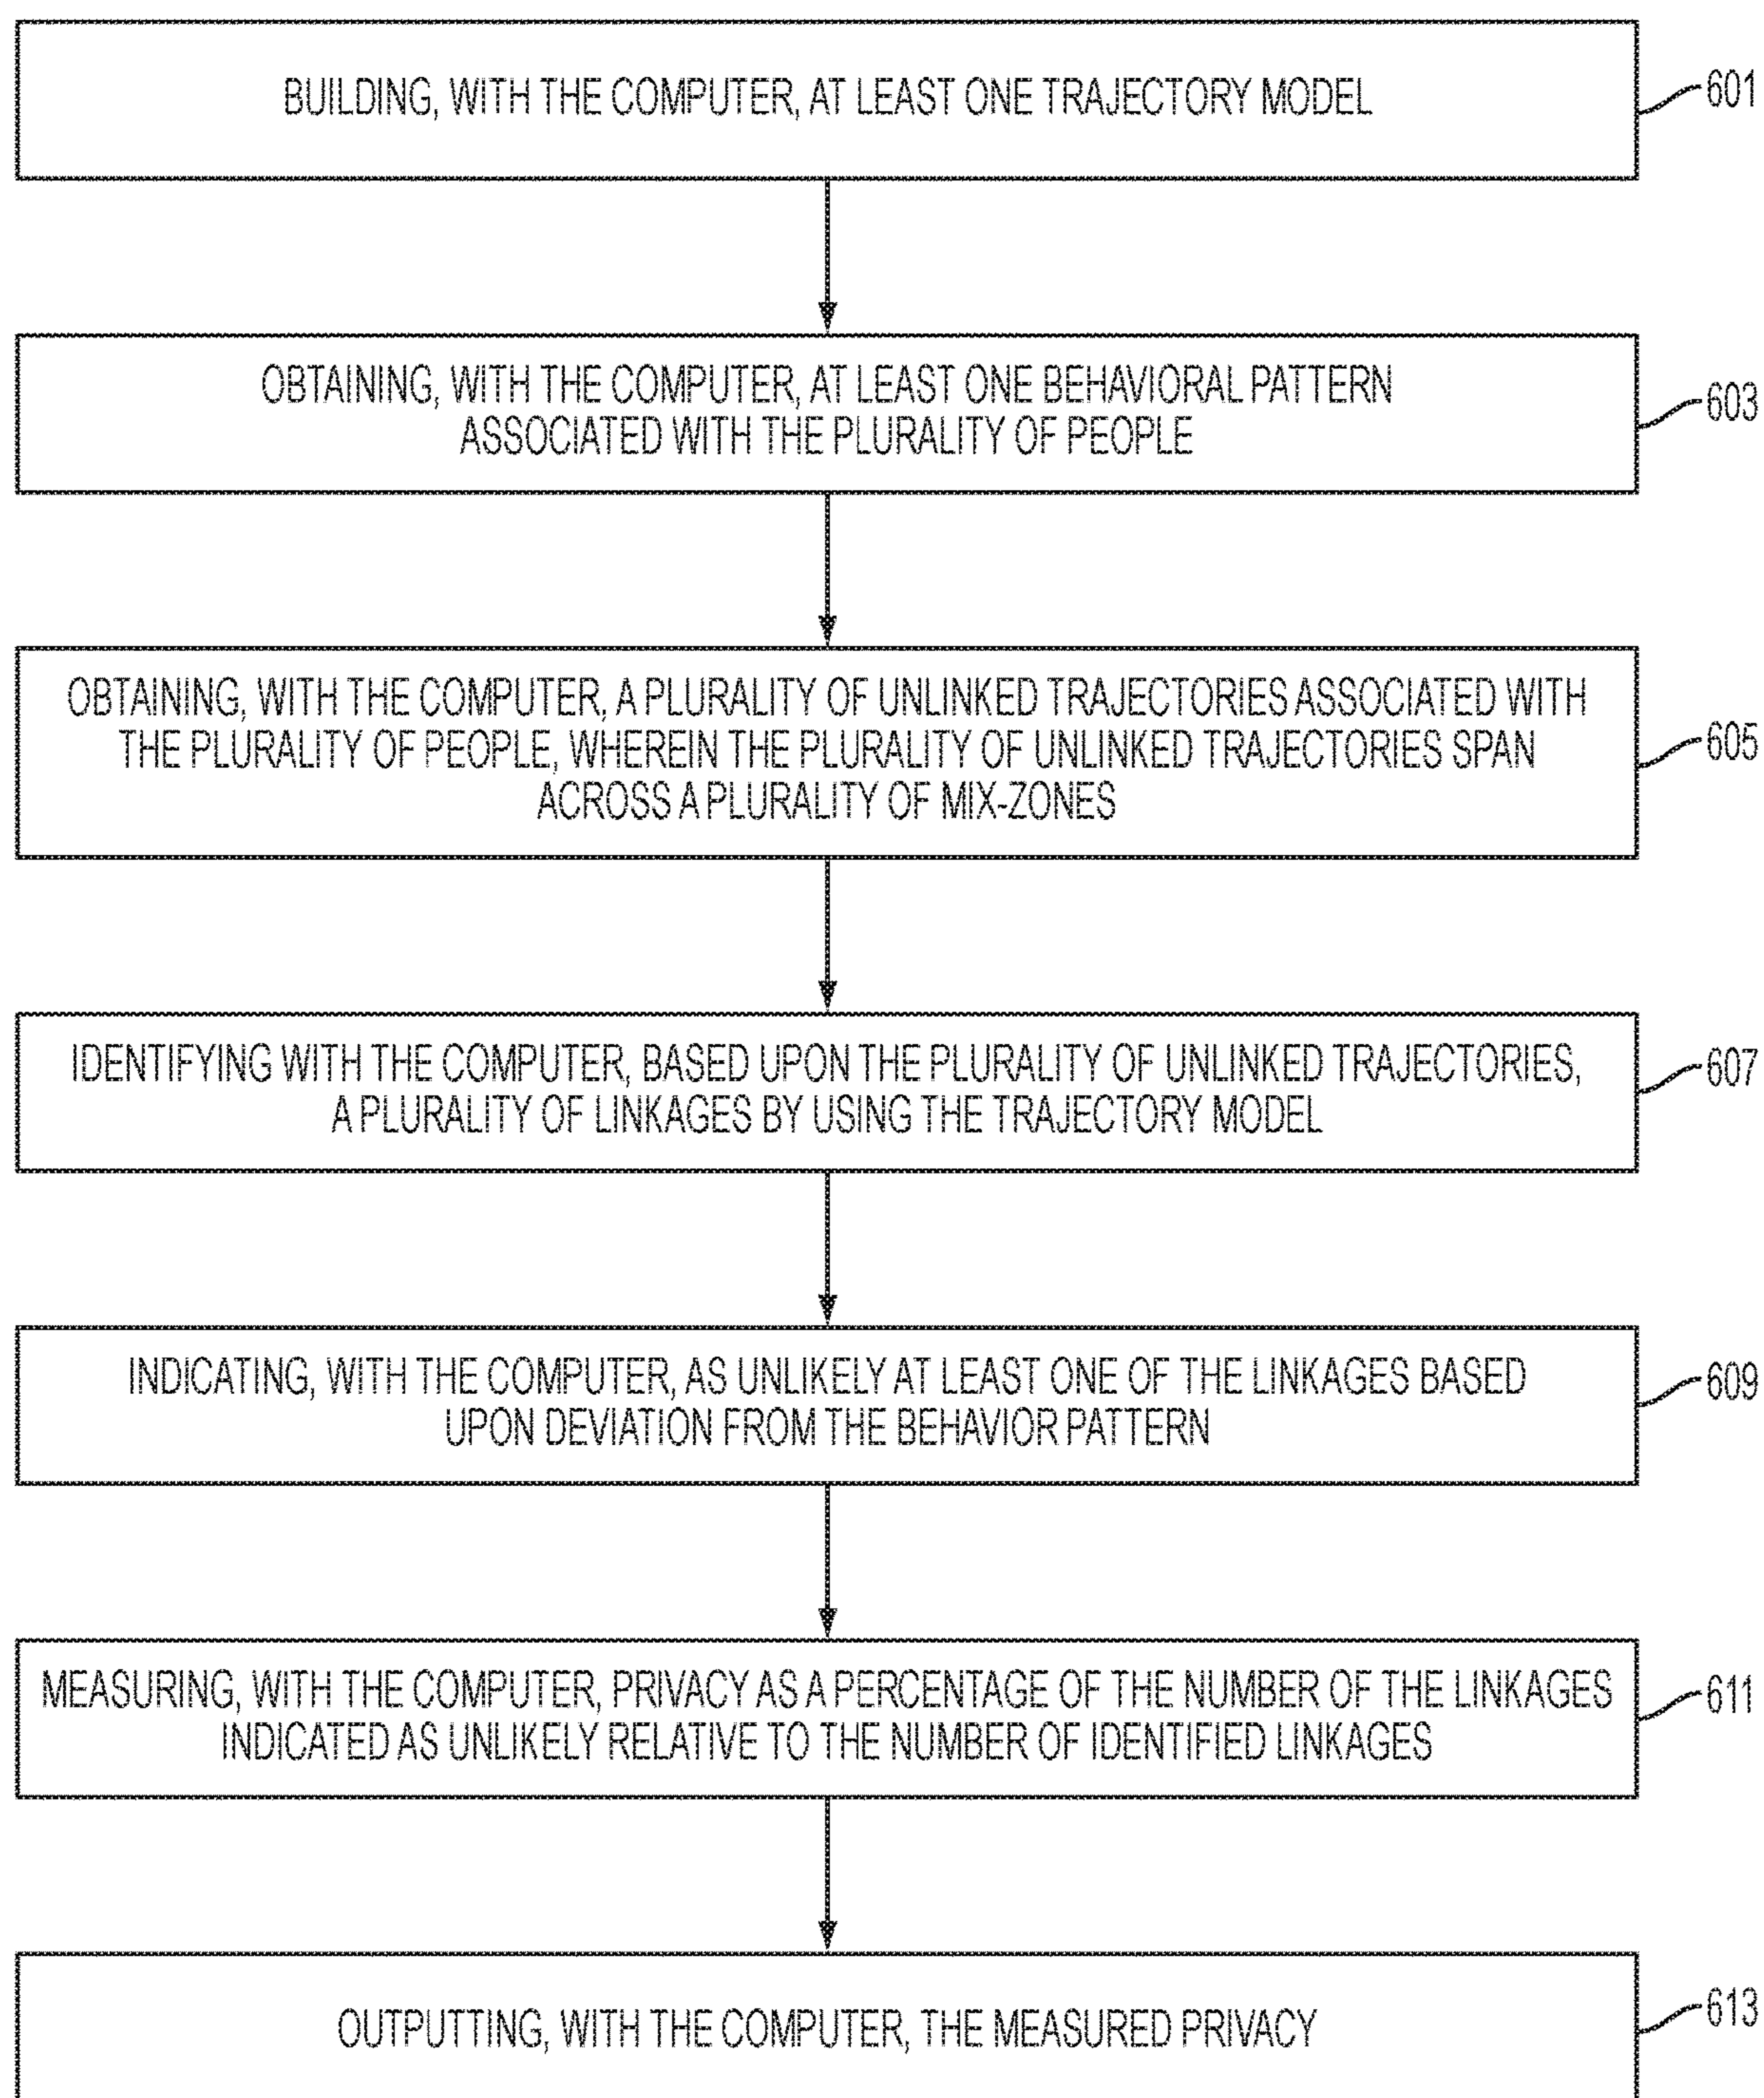 BUILDING, WITH THE COMPUTER, AT LEAST ONE TRAJECTORY MODEL
601
OBTAINING, WITH THE COMPUTER, AT LEAST ONE BEHAVIORAL PATTERN
ASSOCIATED WITH THE PLURALITY OF PEOPLE
603
OBTAINING, WITH THE COMPUTER, A PLURALITY OF UNLINKED TRAJECTORIES ASSOCIATED WITH
THE PLURALITY OF PEOPLE, WHEREIN THE PLURALITY OF UNLINKED TRAJECTORIES SPAN
ACROSS A PLURALITY OF MIX-ZONES
605
IDENTIFYING WITH THE COMPUTER, BASED UPON THE PLURALITY OF UNLINKED TRAJECTORIES,
A PLURALITY OF LINKAGES BY USING THE TRAJECTORY MODEL
607
INDICATING, WITH THE COMPUTER, AS UNLIKELY AT LEAST ONE OF THE LINKAGES BASED
UPON DEVIATION FROM THE BEHAVIOR PATTERN
609
MEASURING, WITH THE COMPUTER, PRIVACY AS A PERCENTAGE OF THE NUMBER OF THE LINKAGES
INDICATED AS UNLIKELY RELATIVE TO THE NUMBER OF IDENTIFIED LINKAGES
611
OUTPUTTING, WITH THE COMPUTER, THE MEASURED PRIVACY
613